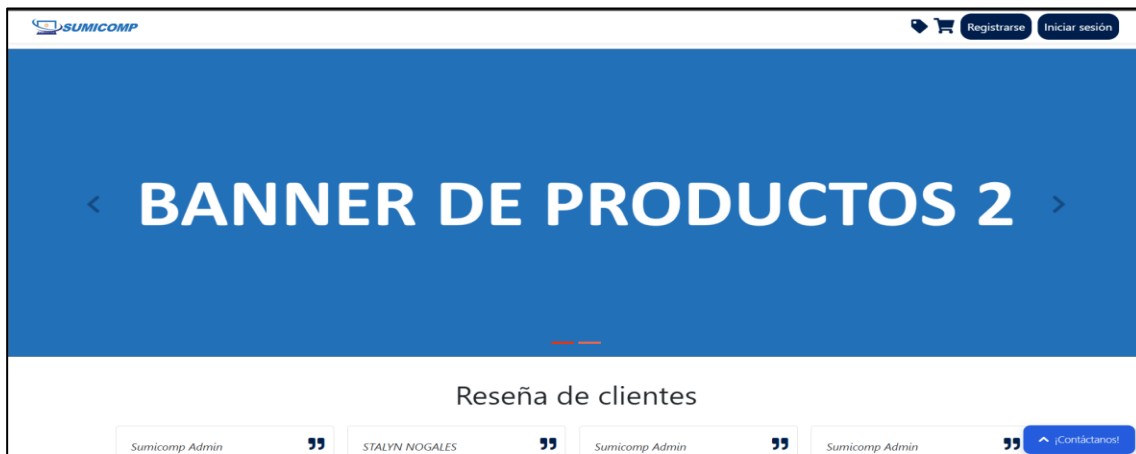 SUMICOMP
Registrarse
Iniciar sesión
BANNER DE PRODUCTOS 2
Reseña de clientes
Sumicomp Admin
STALYN NOGALES
Sumicomp Admin
Sumicomp Admin
¡Contáctanos!